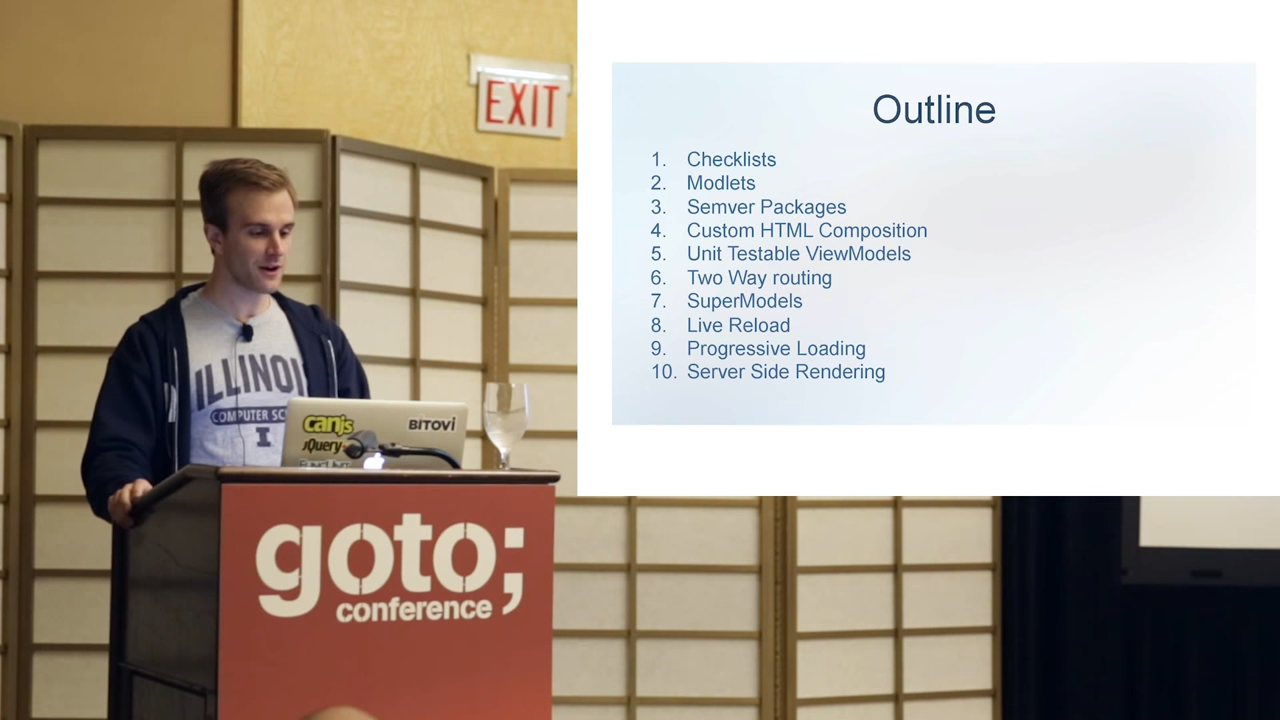 EXIT
Outline
1. Checklists
2. Modlets
3. Semver Packages
4. Custom HTML Composition
5. Unit Testable ViewModels
6. Two Way routing
7. SuperModels
8. Live Reload
9. Progressive Loading
10. Server Side Rendering
ILLINOI
COMPUTER SC
I
canjs
BITOVI
jQuery
goto;
conference